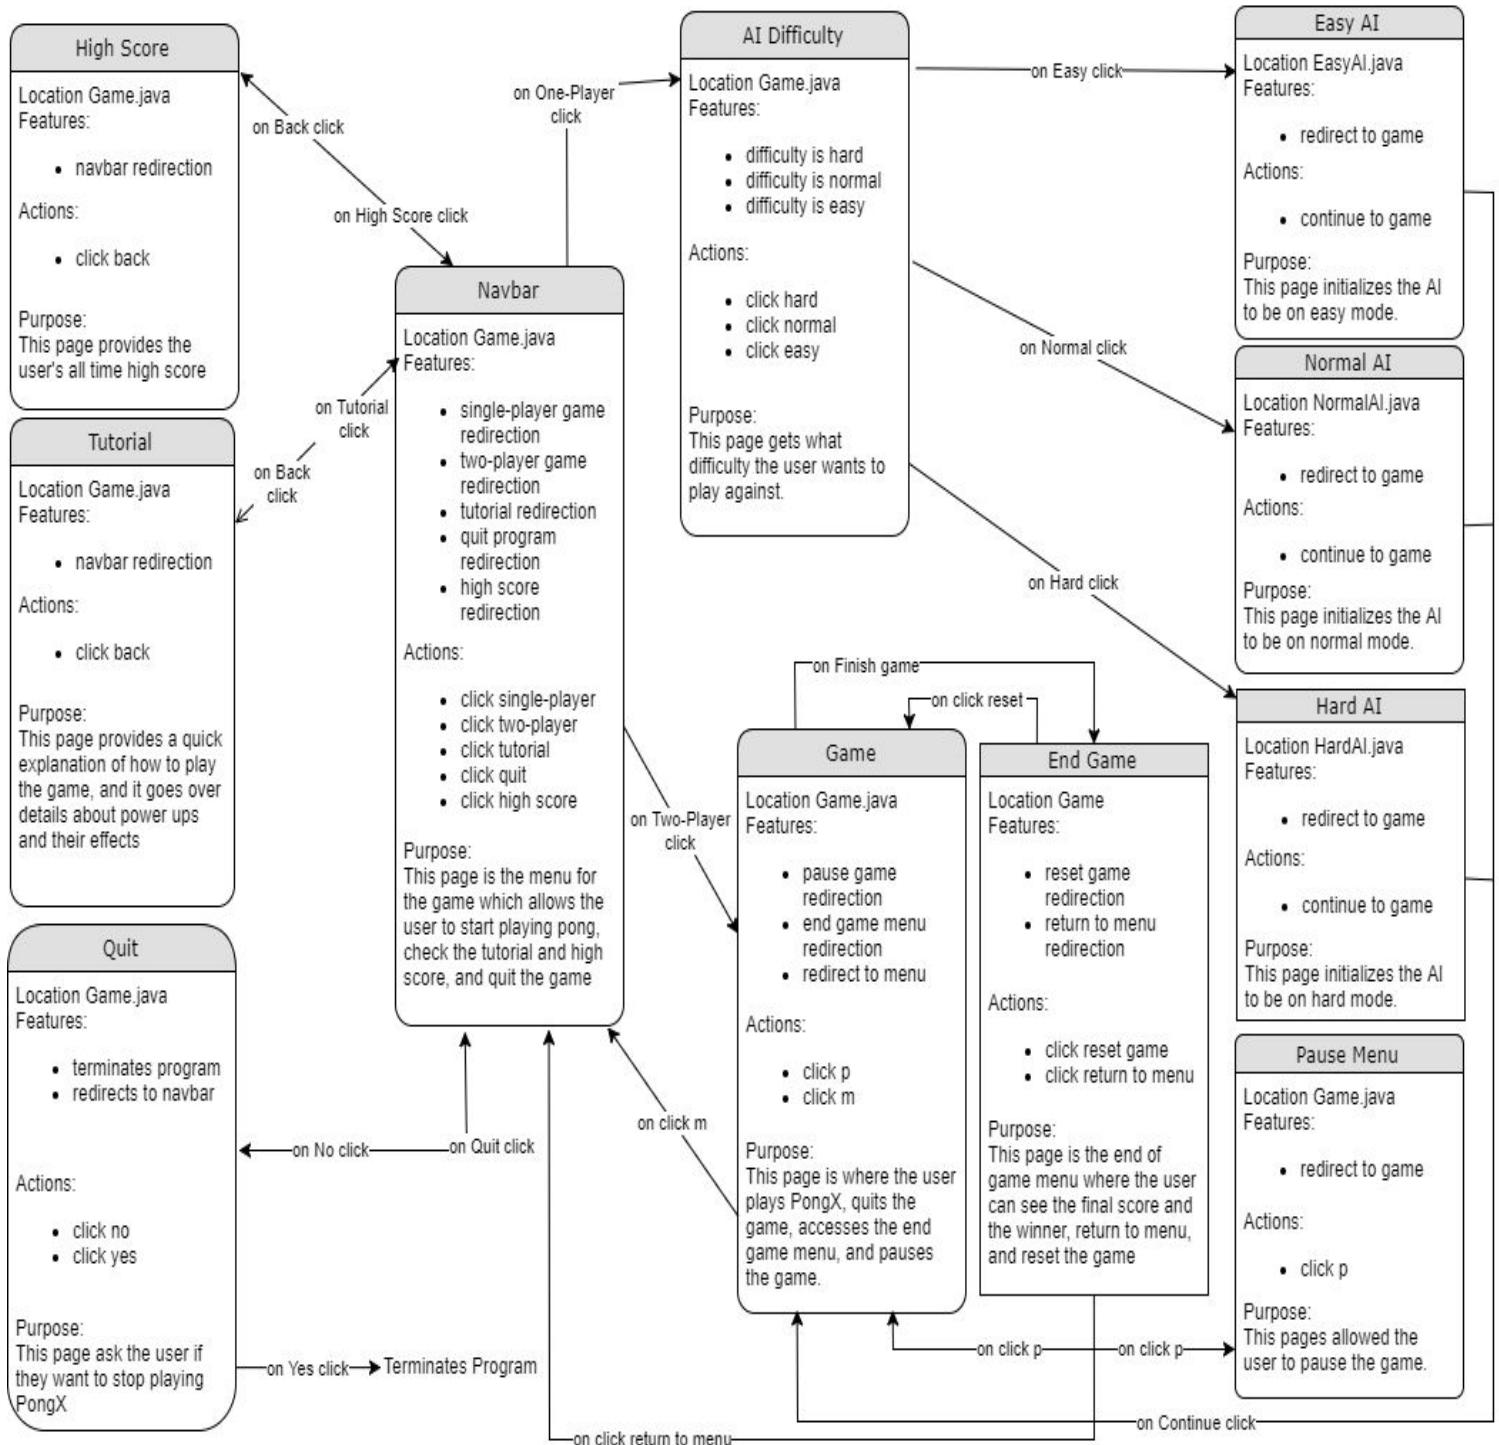 High Score
Location Game.java
Features:
• navbar redirection
Actions:
• click back
Purpose:
This page provides the
user's all time high score
Tutorial
Location Game.java
Features:
• navbar redirection
Actions:
• click back
Purpose:
This page provides a quick
explanation of how to play
the game, and it goes over
details about power ups
and their effects
Quit
Location Game.java
Features:
• terminates program
• redirects to navbar
Actions:
• click no
• click yes
Purpose:
This page ask the user if
they want to stop playing
PongX
on Back click
on High Score click
on Tutorial
click
on Back
click
on No click
on Quit click
on Yes click
Terminates Program
Navbar
Location Game.java
Features:
• single-player game
redirection
• two-player game
redirection
• tutorial redirection
• quit program
redirection
• high score
redirection
Actions:
• click single-player
• click two-player
• click tutorial
• click quit
• click high score
Purpose:
This page is the menu for
the game which allows the
user to start playing pong,
check the tutorial and high
score, and quit the game
on One-Player
click
on Two-Player
click
on click m
on click return to menu
AI Difficulty
Location Game.java
Features:
• difficulty is hard
• difficulty is normal
• difficulty is easy
Actions:
• click hard
• click normal
• click easy
Purpose:
This page gets what
difficulty the user wants to
play against.
on Easy click
on Normal click
on Hard click
on Finish game
on click reset
Game
Location Game.java
Features:
• pause game
redirection
• end game menu
redirection
• redirect to menu
Actions:
• click p
• click m
Purpose:
This page is where the user
plays PongX, quits the
game, accesses the end
game menu, and pauses
the game.
End Game
Location Game
Features:
• reset game
redirection
• return to menu
redirection
Actions:
• click reset game
• click return to menu
Purpose:
This page is the end of
game menu where the user
can see the final score and
the winner, return to menu,
and reset the game
on click p
on click p
on Continue click
Easy AI
Location EasyAI.java
Features:
• redirect to game
Actions:
• continue to game
Purpose:
This page initializes the AI
to be on easy mode.
Normal AI
Location NormalAI.java
Features:
• redirect to game
Actions:
• continue to game
Purpose:
This page initializes the AI
to be on normal mode.
Hard AI
Location HardAI.java
Features:
• redirect to game
Actions:
• continue to game
Purpose:
This page initializes the AI
to be on hard mode.
Pause Menu
Location Game.java
Features:
• redirect to game
Actions:
• click p
Purpose:
This pages allowed the
user to pause the game.